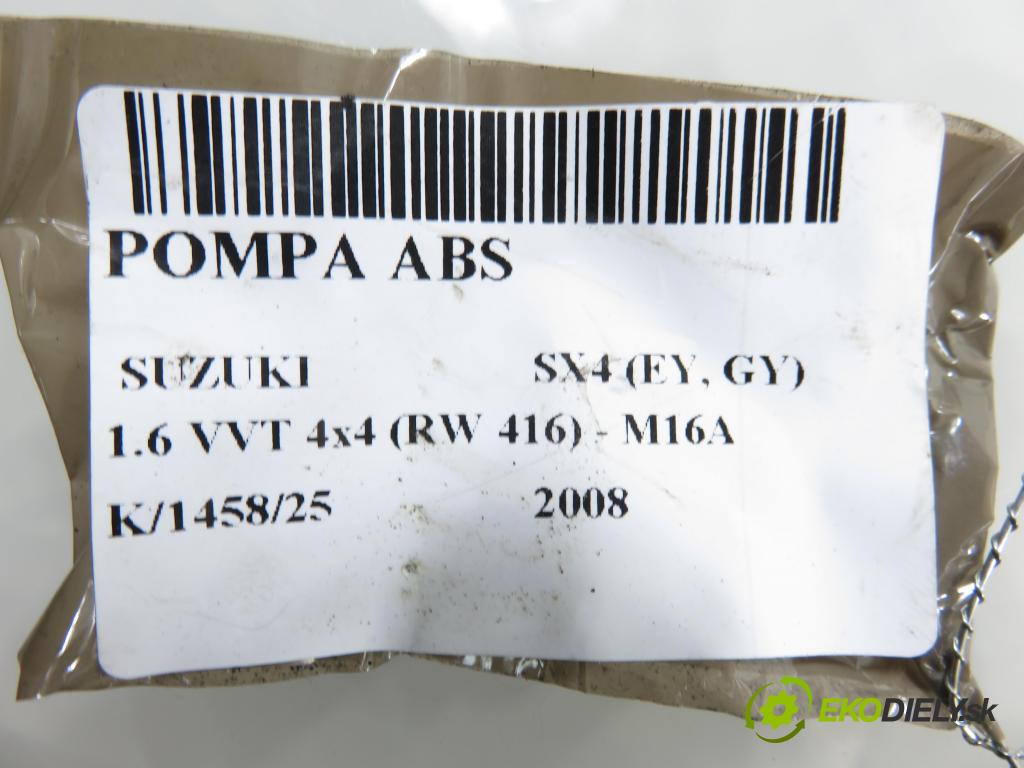 POMPA ABS
SUZUKI SX4 (EY, GY)
1.6 VVT 4x4 (RW 416) - M16A
K/1458/25 2008
EKODIELY.sk